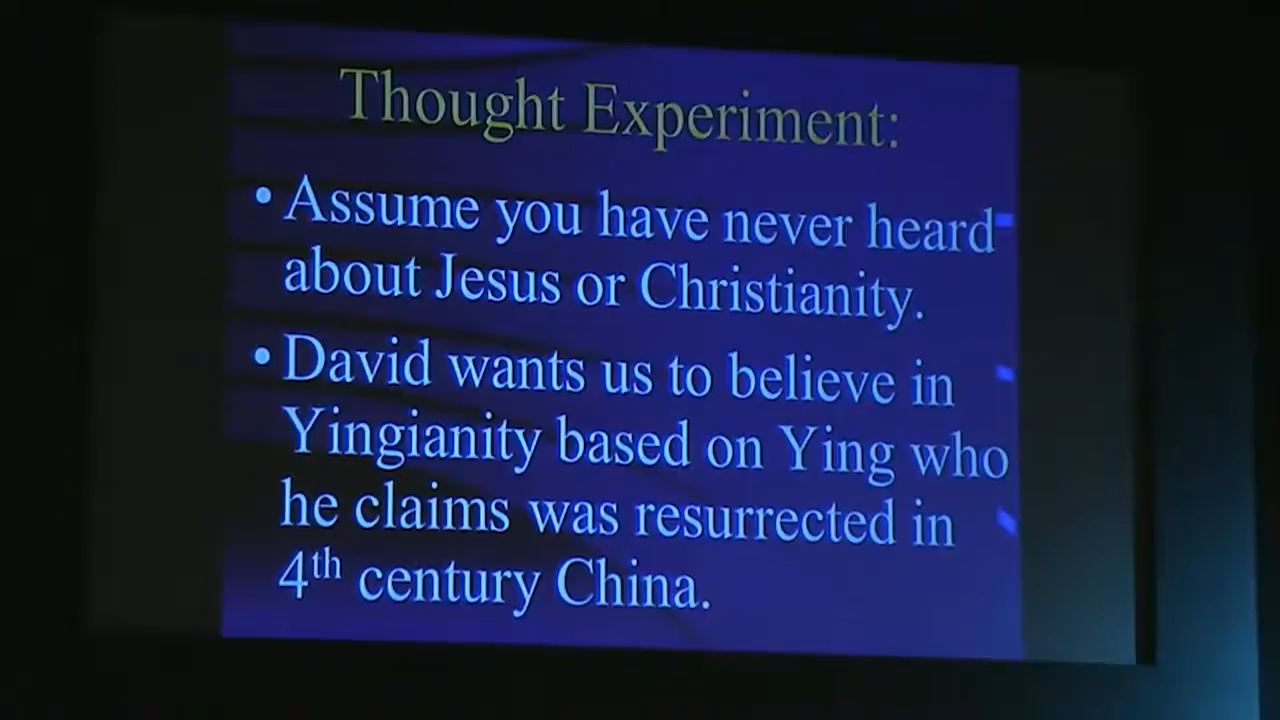 Thought Experiment:
• Assume you have never heard
about Jesus or Christianity.
• David wants us to believe in
Yingianity based on Ying who
he claims was resurrected in
4th century China.